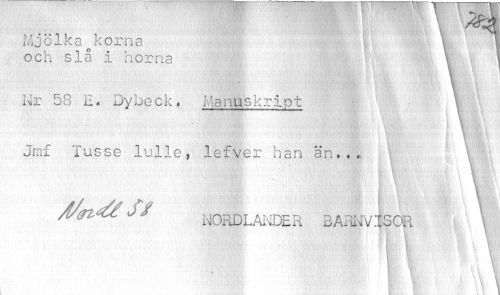 782
Mjölka korna
och slå i horna
Nr 58 E. Dybeck. Manuskript
Jmf Tusse lulle, lefver han än...
Nordl 58
NORDLANDER BARNVISOR